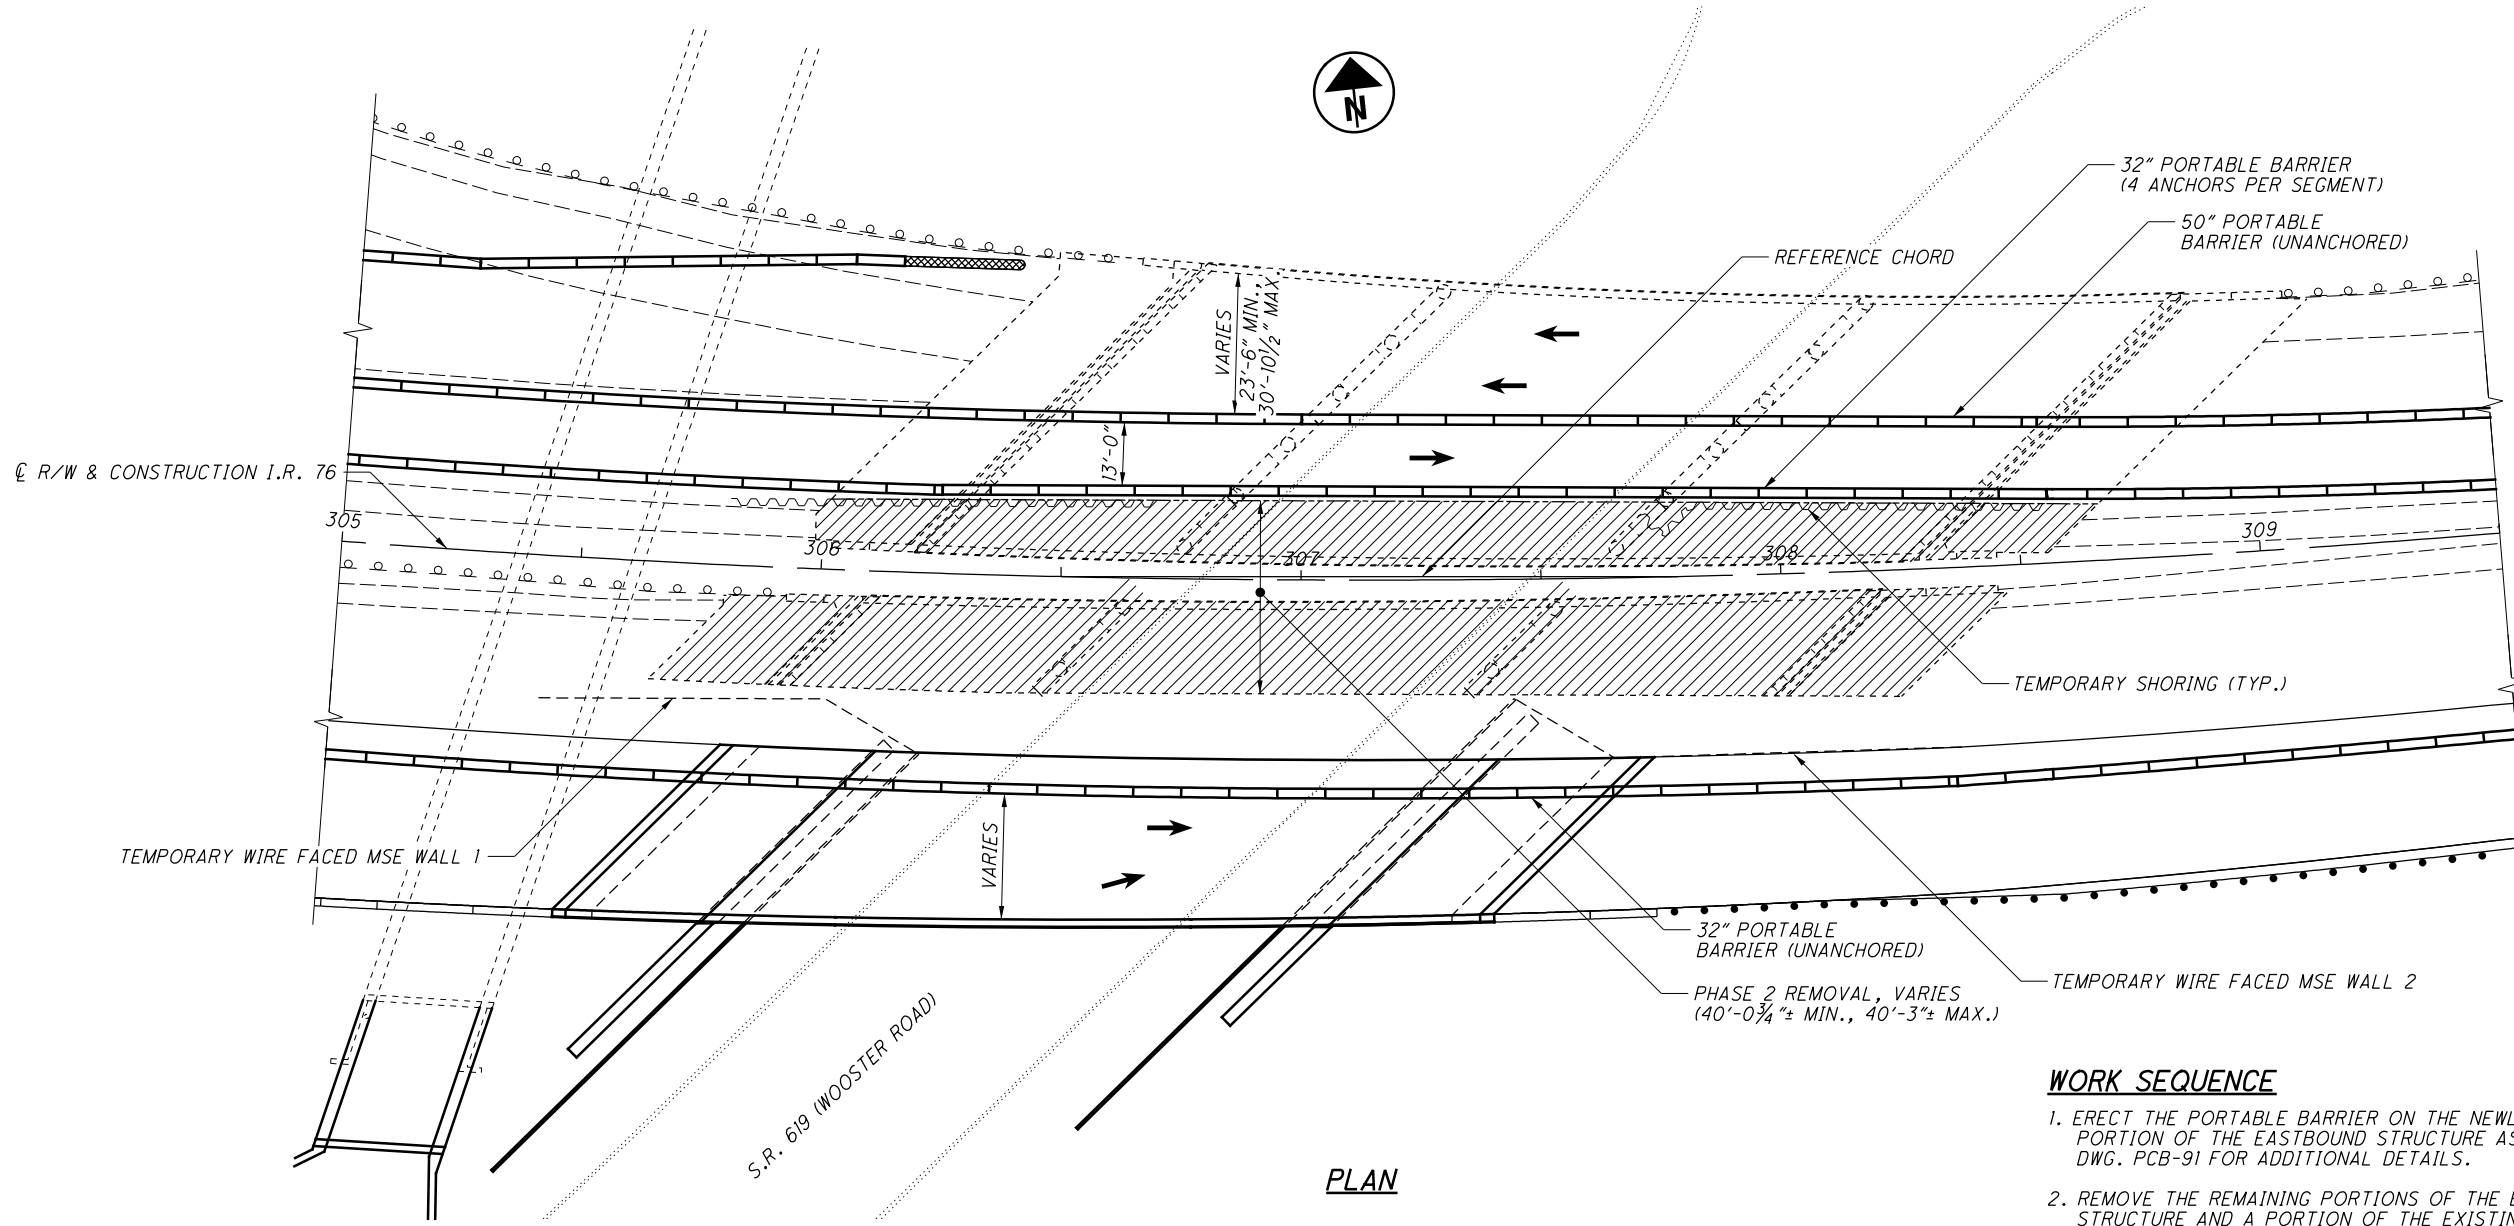 N
32" PORTABLE BARRIER
(4 ANCHORS PER SEGMENT)
50" PORTABLE
BARRIER (UNANCHORED)
REFERENCE CHORD
VARIES
23'-6" MIN.,
30'-10½" MAX.
13'-0"
℄ R/W & CONSTRUCTION I.R. 76
305
306
307
308
309
TEMPORARY SHORING (TYP.)
TEMPORARY WIRE FACED MSE WALL 1
VARIES
32" PORTABLE
BARRIER (UNANCHORED)
TEMPORARY WIRE FACED MSE WALL 2
PHASE 2 REMOVAL, VARIES
(40'-0¾"± MIN., 40'-3"± MAX.)
S.R. 619 (WOOSTER ROAD)
PLAN
WORK SEQUENCE
1. ERECT THE PORTABLE BARRIER ON THE
PORTION OF THE EASTBOUND STRUCTURE
DWG. PCB-91 FOR ADDITIONAL DETAILS.
2. REMOVE THE REMAINING PORTIONS OF THE
STRUCTURE AND A PORTION OF THE